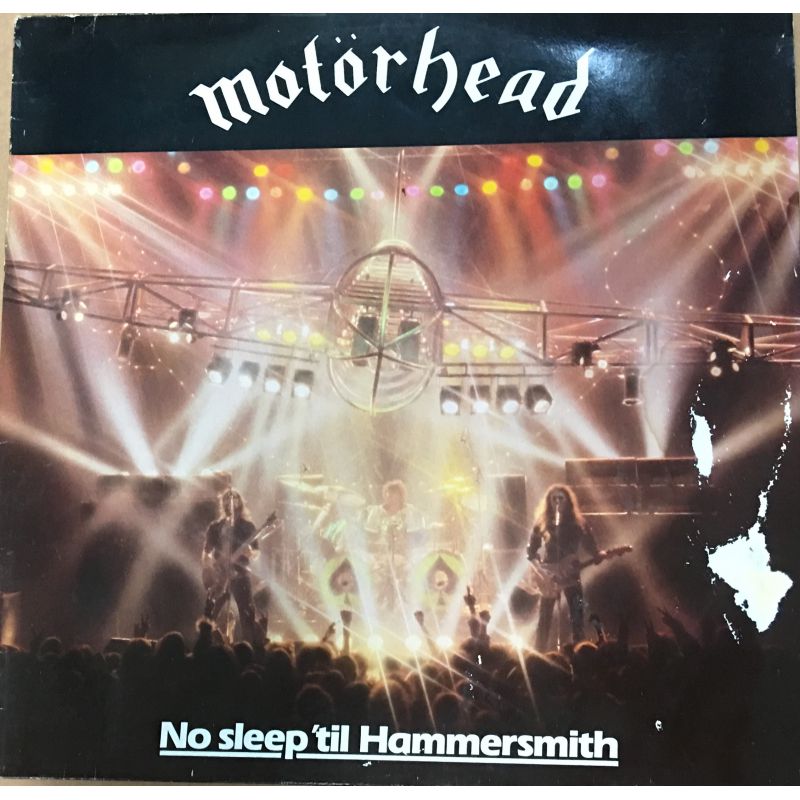 motörhead
No sleep 'til Hammersmith